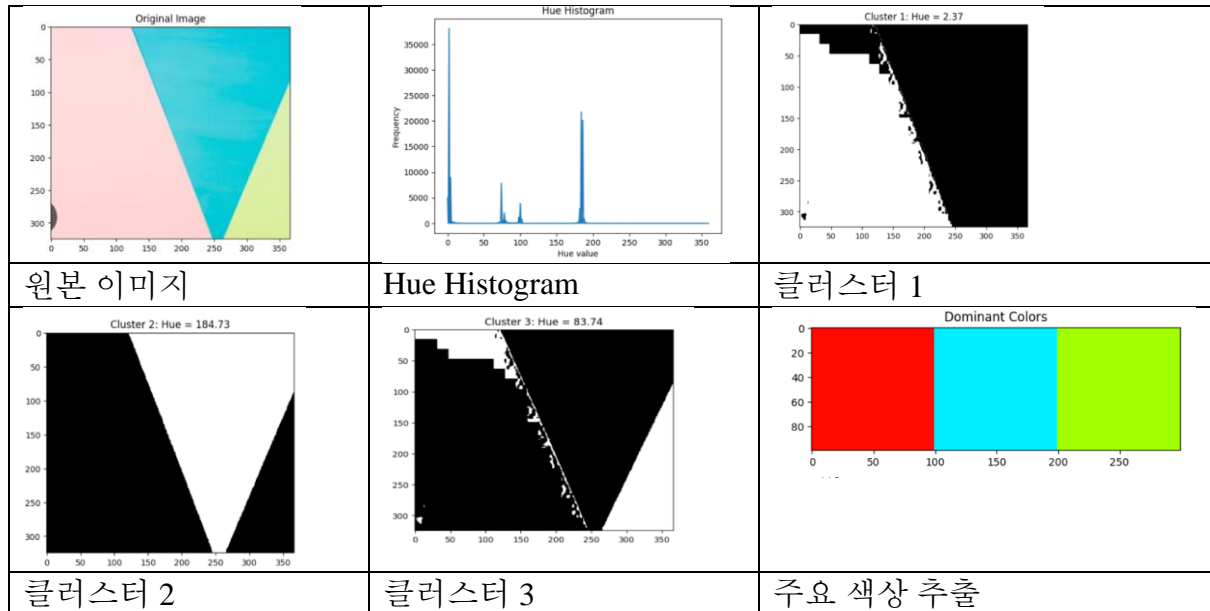 Original Image
0
50
100
150
200
250
300
0 50 100 150 200 250 300 350
원본 이미지
Hue Histogram
35000
30000
25000
20000
15000
10000
5000
0
Frequency
0 50 100 150 200 250 300 350
Hue value
Hue Histogram
Cluster 1: Hue = 2.37
0
50
100
150
200
250
300
0 50 100 150 200 250 300 350
클러스터 1
Cluster 2: Hue = 184.73
0
50
100
150
200
250
300
0 50 100 150 200 250 300 350
클러스터 2
Cluster 3: Hue = 83.74
0
50
100
150
200
250
300
0 50 100 150 200 250 300 350
클러스터 3
Dominant Colors
0
20
40
60
80
0 50 100 150 200 250
주요 색상 추출